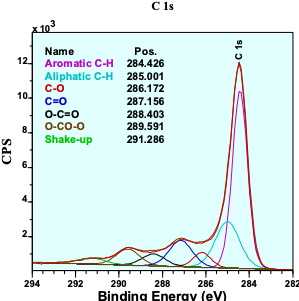 C 1s
x 10³
C 1s
Name Pos.
Aromatic C-H 284.426
Aliphatic C-H 285.001
C-O 286.172
C=O 287.156
O-C=O 288.403
O-CO-O 289.591
Shake-up 291.286
12
10
8
6
4
2
CPS
294 292 290 288 286 284 282
Binding Energy (eV)